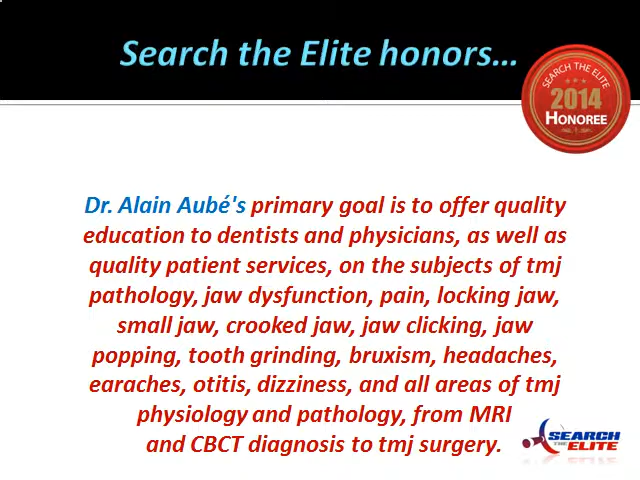 Search the Elite honors...
SEARCH THE ELITE
2014
HONOREE
Dr. Alain Aubé's primary goal is to offer quality
education to dentists and physicians, as well as
quality patient services, on the subjects of tmj
pathology, jaw dysfunction, pain, locking jaw,
small jaw, crooked jaw, jaw clicking, jaw
popping, tooth grinding, bruxism, headaches,
earaches, otitis, dizziness, and all areas of tmj
physiology and pathology, from MRI
and CBCT diagnosis to tmj surgery.
SEARCH
THE ELITE